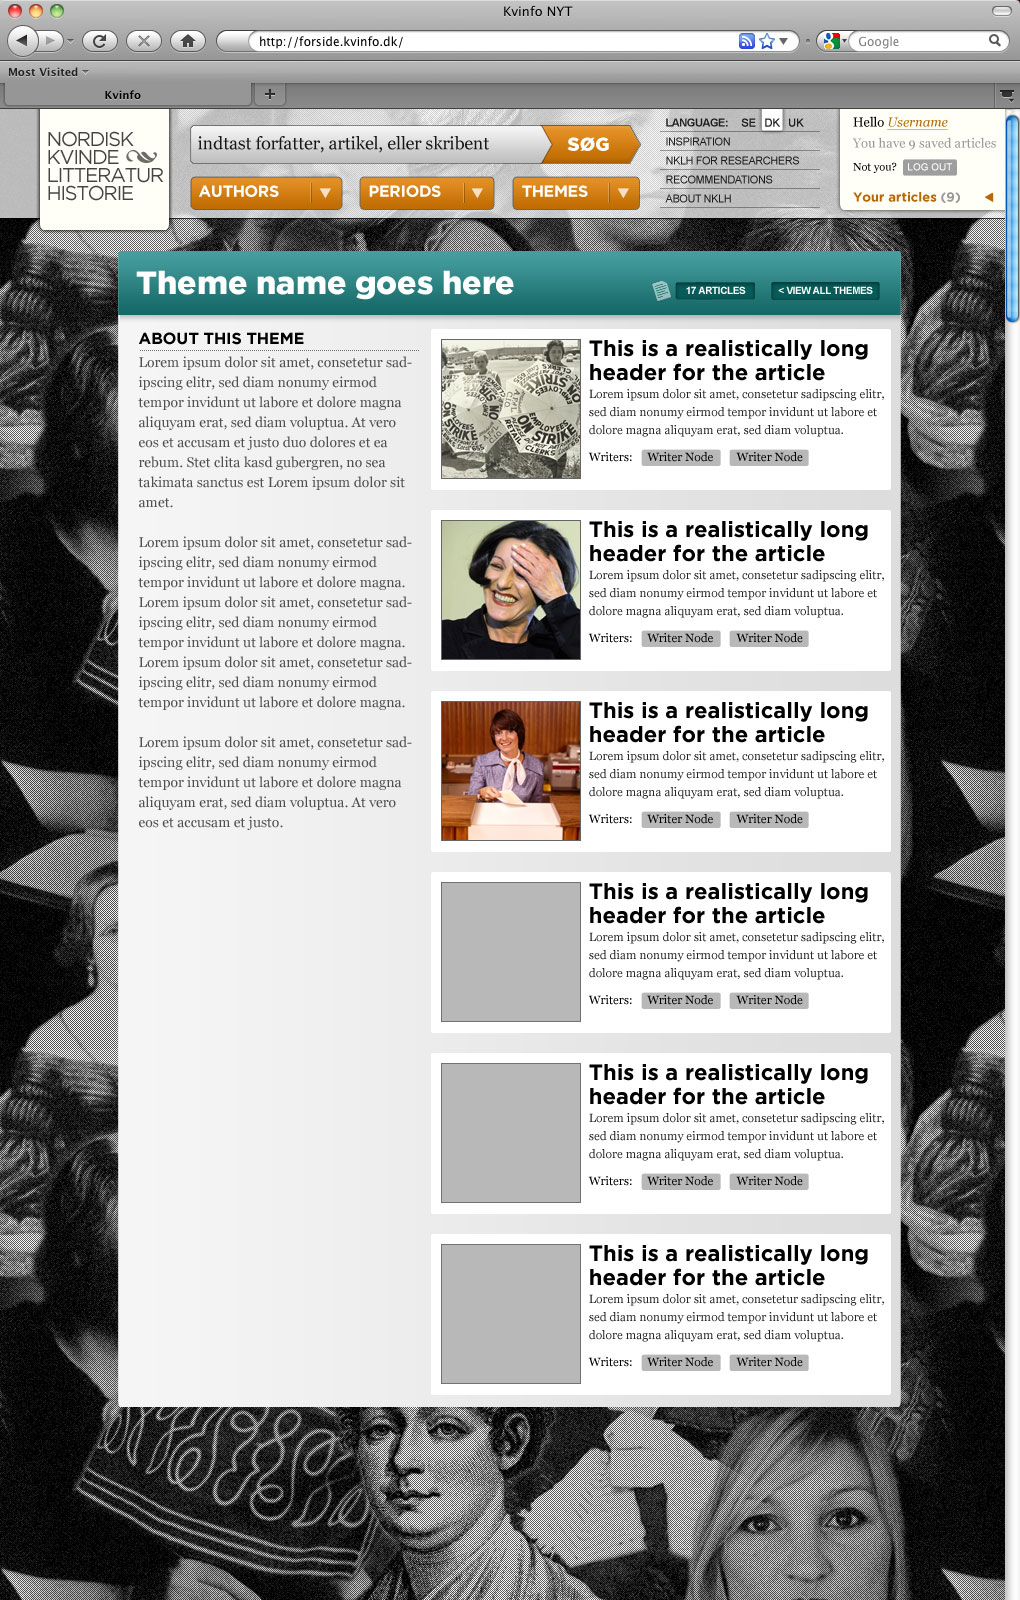 Kvinfo NYT
http://forside.kvinfo.dk/
Google
Most Visited
Kvinfo
NORDISK
KVINDE
LITTERATUR
HISTORIE
indtast forfatter, artikel, eller skribent
SØG
AUTHORS
PERIODS
THEMES
LANGUAGE: SE DK UK
INSPIRATION
NKLH FOR RESEARCHERS
RECOMMENDATIONS
ABOUT NKLH
Hello Username
You have 9 saved articles
Not you? LOG OUT
Your articles (9)
Theme name goes here
17 ARTICLES
< VIEW ALL THEMES
ABOUT THIS THEME
Lorem ipsum dolor sit amet, consetetur sad-
ipscing elitr, sed diam nonumy eirmod
tempor invidunt ut labore et dolore magna
aliquyam erat, sed diam voluptua. At vero
eos et accusam et justo duo dolores et ea
rebum. Stet clita kasd gubergren, no sea
takimata sanctus est Lorem ipsum dolor sit
amet.
Lorem ipsum dolor sit amet, consetetur sad-
ipscing elitr, sed diam nonumy eirmod
tempor invidunt ut labore et dolore magna.
Lorem ipsum dolor sit amet, consetetur sad-
ipscing elitr, sed diam nonumy eirmod
tempor invidunt ut labore et dolore magna.
Lorem ipsum dolor sit amet, consetetur sad-
ipscing elitr, sed diam nonumy eirmod
tempor invidunt ut labore et dolore magna.
Lorem ipsum dolor sit amet, consetetur sad-
ipscing elitr, sed diam nonumy eirmod
tempor invidunt ut labore et dolore magna
aliquyam erat, sed diam voluptua. At vero
eos et accusam et justo.
ON STRIKE
EMPLOYEES
ON STRIKE
CLERKS
This is a realistically long
header for the article
Lorem ipsum dolor sit amet, consetetur sadipscing elitr,
sed diam nonumy eirmod tempor invidunt ut labore et
dolore magna aliquyam erat, sed diam voluptua.
Writers: Writer Node Writer Node
This is a realistically long
header for the article
Lorem ipsum dolor sit amet, consetetur sadipscing elitr,
sed diam nonumy eirmod tempor invidunt ut labore et
dolore magna aliquyam erat, sed diam voluptua.
Writers: Writer Node Writer Node
This is a realistically long
header for the article
Lorem ipsum dolor sit amet, consetetur sadipscing elitr,
sed diam nonumy eirmod tempor invidunt ut labore et
dolore magna aliquyam erat, sed diam voluptua.
Writers: Writer Node Writer Node
This is a realistically long
header for the article
Lorem ipsum dolor sit amet, consetetur sadipscing elitr,
sed diam nonumy eirmod tempor invidunt ut labore et
dolore magna aliquyam erat, sed diam voluptua.
Writers: Writer Node Writer Node
This is a realistically long
header for the article
Lorem ipsum dolor sit amet, consetetur sadipscing elitr,
sed diam nonumy eirmod tempor invidunt ut labore et
dolore magna aliquyam erat, sed diam voluptua.
Writers: Writer Node Writer Node
This is a realistically long
header for the article
Lorem ipsum dolor sit amet, consetetur sadipscing elitr,
sed diam nonumy eirmod tempor invidunt ut labore et
dolore magna aliquyam erat, sed diam voluptua.
Writers: Writer Node Writer Node